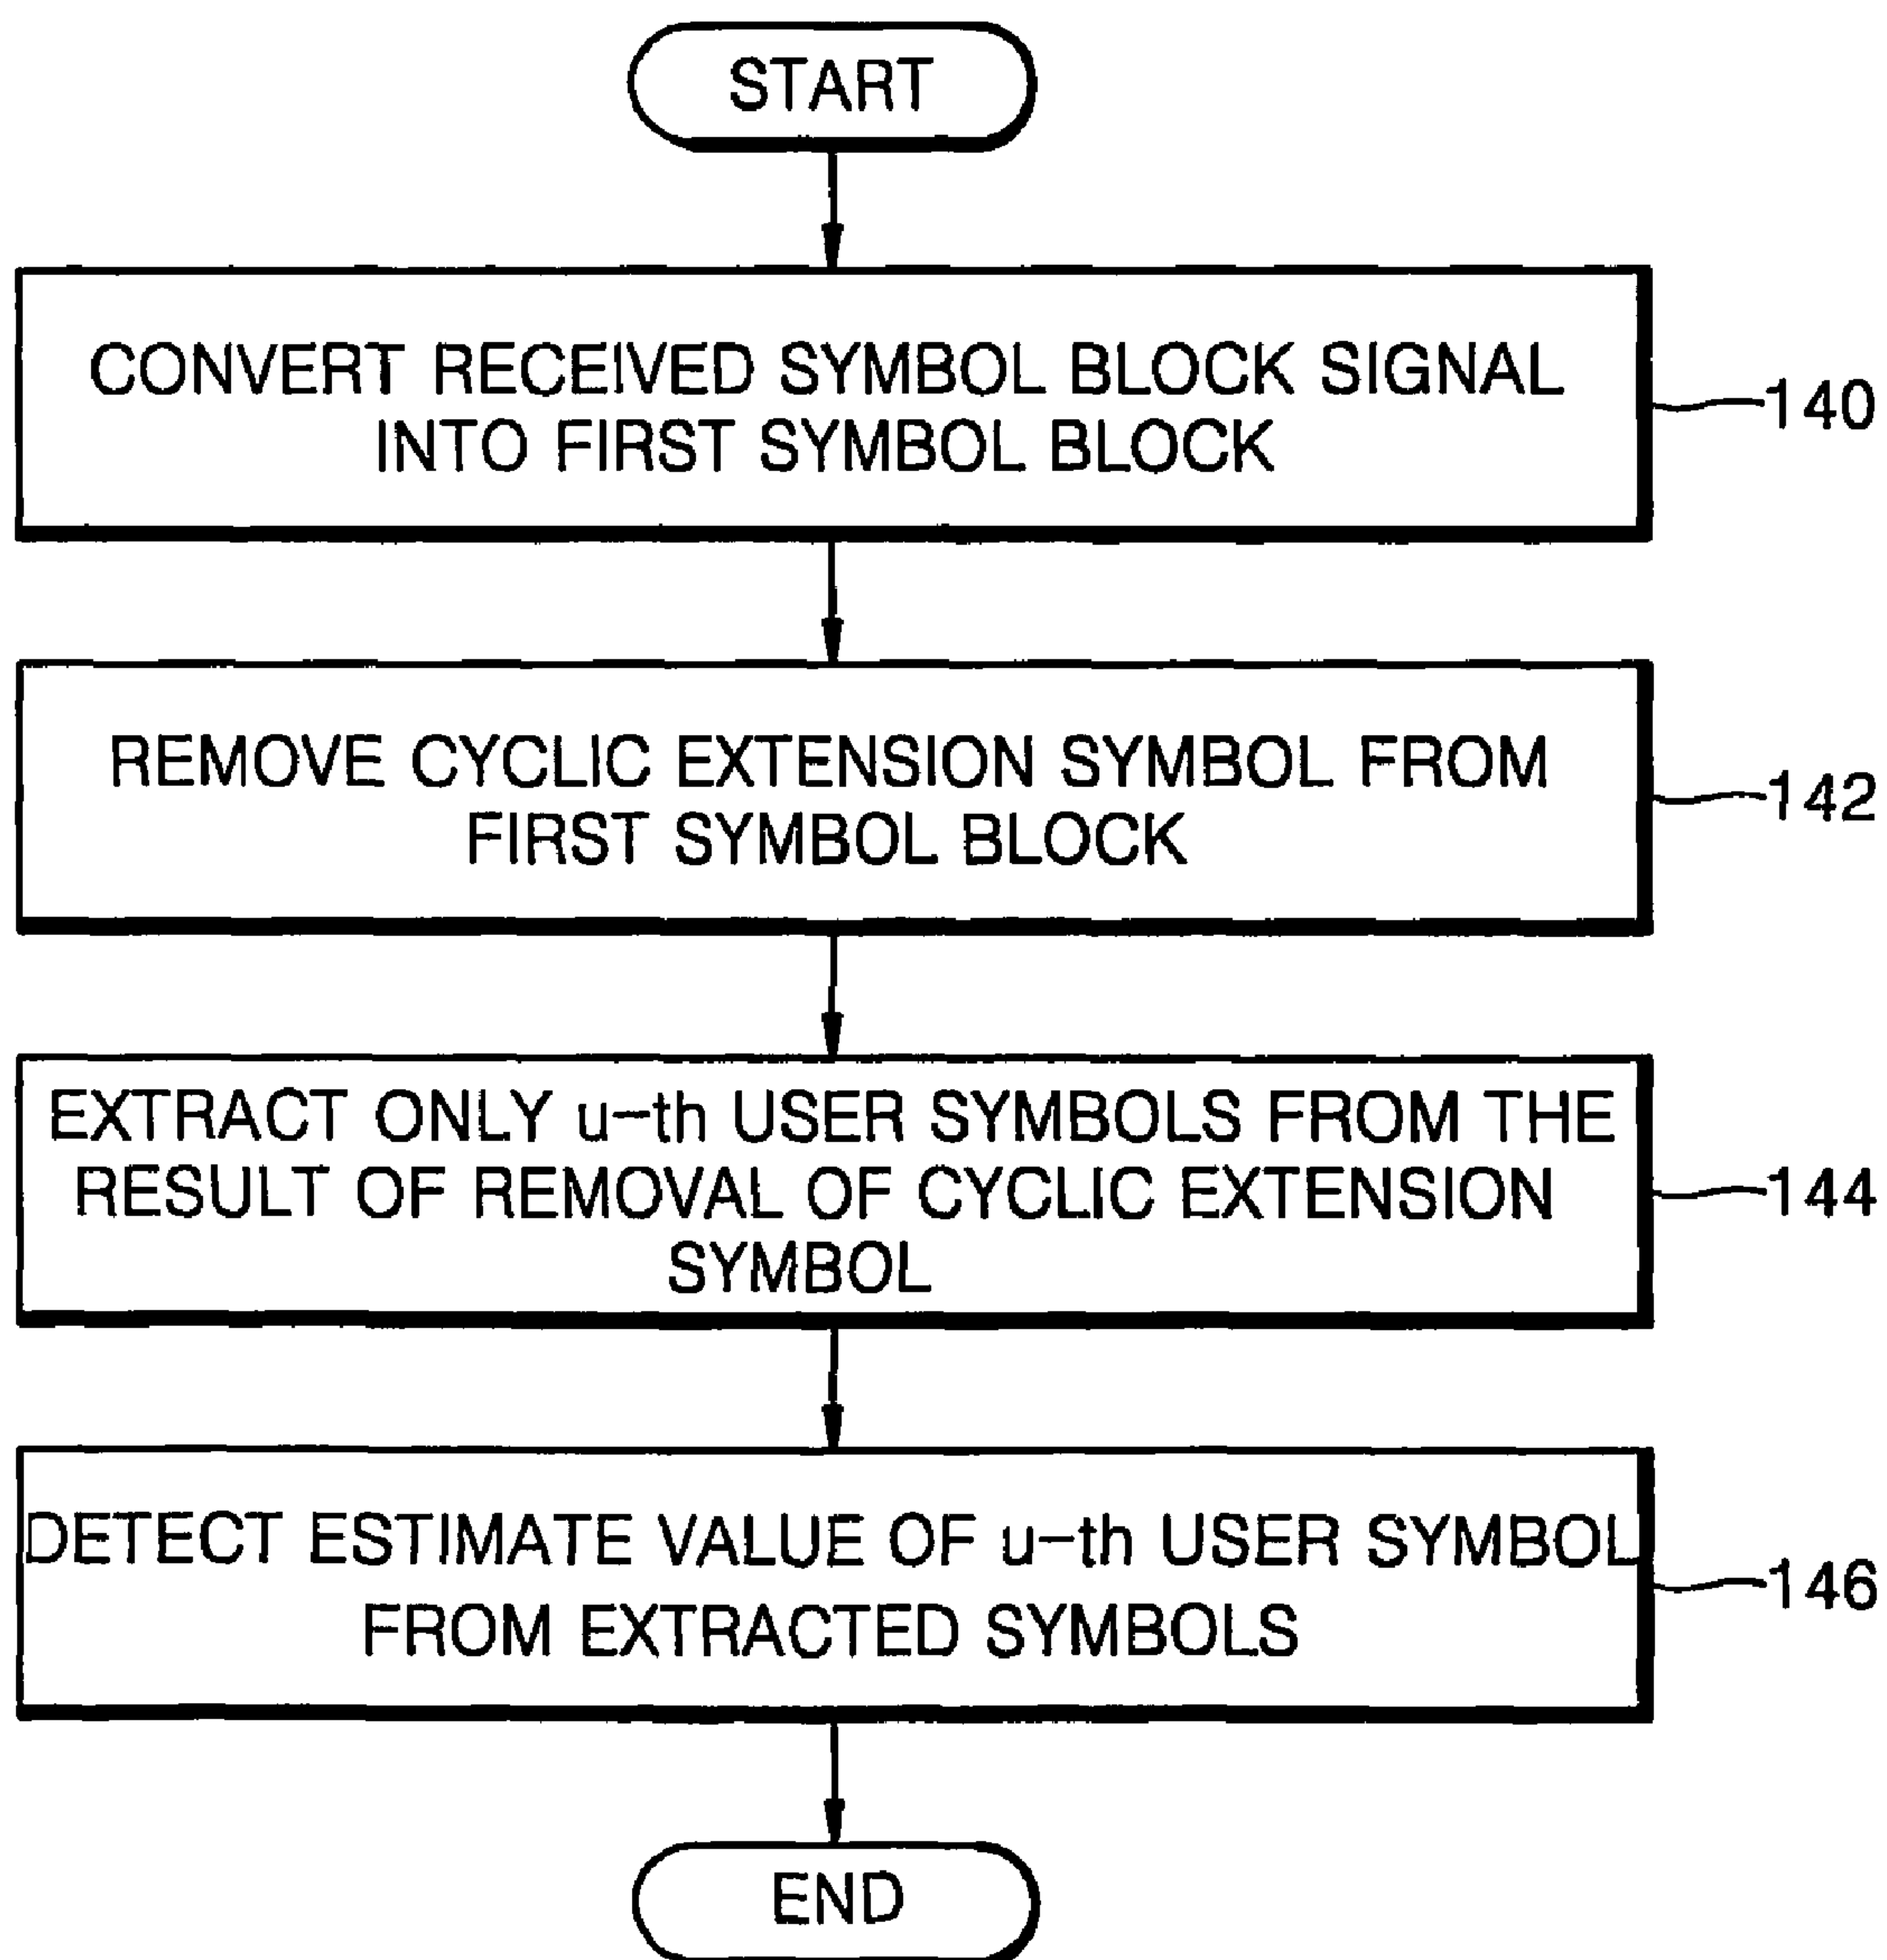 START
CONVERT RECEIVED SYMBOL BLOCK SIGNAL
INTO FIRST SYMBOL BLOCK
140
REMOVE CYCLIC EXTENSION SYMBOL FROM
FIRST SYMBOL BLOCK
142
EXTRACT ONLY u-th USER SYMBOLS FROM THE
RESULT OF REMOVAL OF CYCLIC EXTENSION
SYMBOL
144
DETECT ESTIMATE VALUE OF u-th USER SYMBOL
FROM EXTRACTED SYMBOLS
146
END